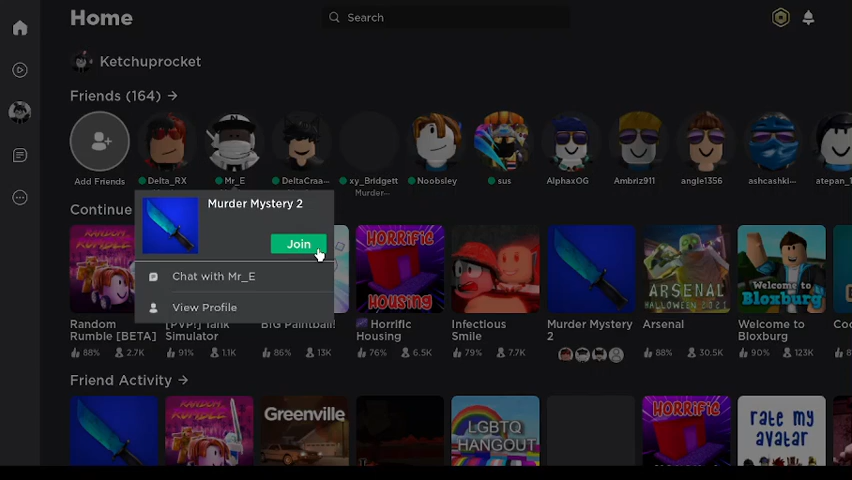 Home
Search
Ketchuprocket
Friends (164)
Add Friends
Delta_RX
Mr_E
DeltaCraa...
xy_Bridgett
Murder...
Noobsley
sus
AlphaxOG
Ambriz911
angle1356
ashcashki...
atepan_1
Murder Mystery 2
Join
Chat with Mr_E
View Profile
Continue
HORRIFIC
HOUSING
ARSENAL
HALLOWEEN 2021
Welcome to
Bloxburg
Random
Rumble [BETA]
[PVP!] Tank
Simulator
BIG Paintball!
Horrific
Housing
Infectious
Smile
Murder Mystery
2
Arsenal
Welcome to
Bloxburg
88% 2.7K
91% 1.1K
86% 13K
76% 6.5K
79% 7.7K
88% 30.5K
90% 123K
Friend Activity
Greenville
LGBTQ
HANGOUT
HORRIFIC
rate my
avatar